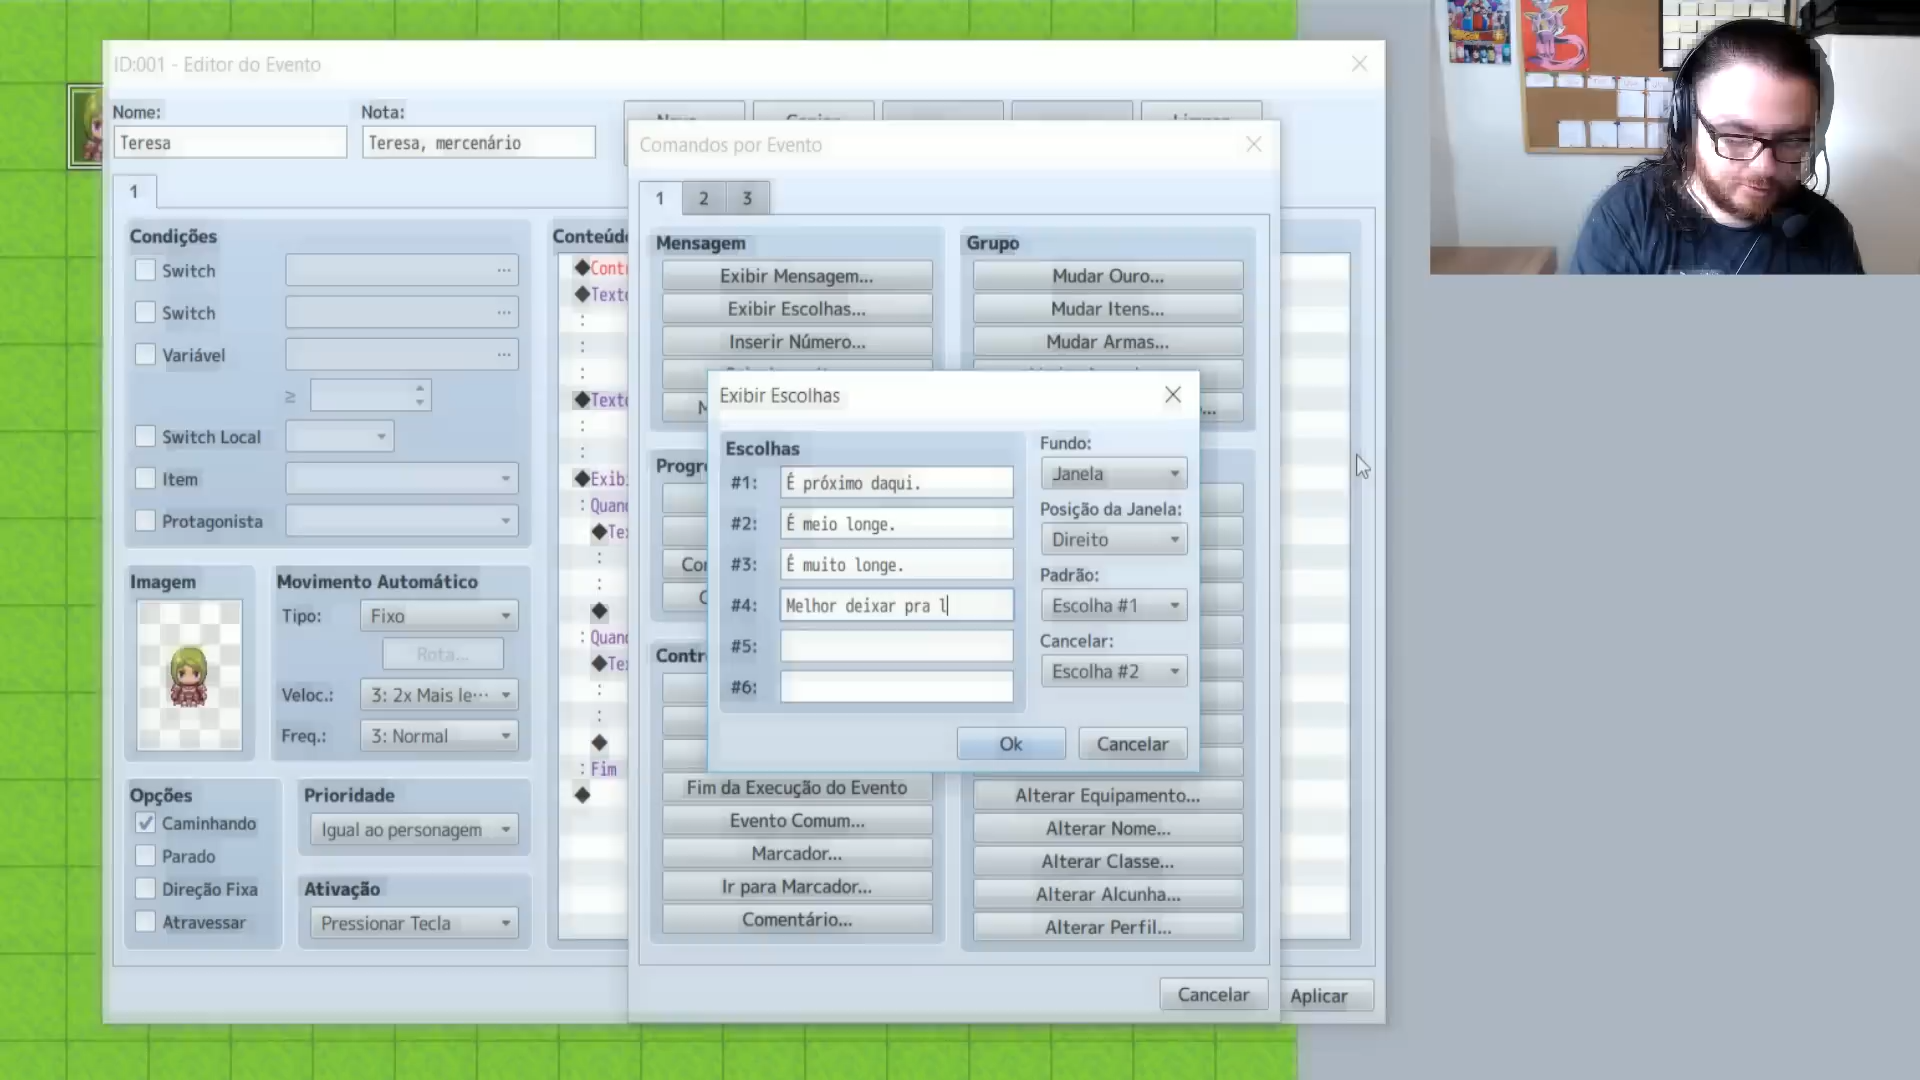 ID:001 - Editor do Evento
Nome:
Nota:
Teresa
Teresa, mercenário
1
Condições
Switch
Switch
Variável
≥
Switch Local
Item
Protagonista
Imagem
Movimento Automático
Tipo:
Fixo
Rota...
Veloc.:
3: 2x Mais le···
Freq.:
3: Normal
Opções
Caminhando
Parado
Direção Fixa
Atravessar
Prioridade
Igual ao personagem
Ativação
Pressionar Tecla
◆Texto
:
:
:
◆Texto
:
:
:Fim
◆
Comandos por Evento
1
2
3
Mensagem
Exibir Mensagem...
Exibir Escolhas...
Inserir Número...
Grupo
Mudar Ouro...
Mudar Itens...
Mudar Armas...
Exibir Escolhas
Escolhas
#1:
É próximo daqui.
#2:
É meio longe.
#3:
É muito longe.
#4:
Melhor deixar pra l
#5:
#6:
Fundo:
Janela
Posição da Janela:
Direito
Padrão:
Escolha #1
Cancelar:
Escolha #2
Ok
Cancelar
Fim da Execução do Evento
Evento Comum...
Marcador...
Ir para Marcador...
Comentário...
Alterar Equipamento...
Alterar Nome...
Alterar Classe...
Alterar Alcunha...
Alterar Perfil...
Cancelar
Aplicar